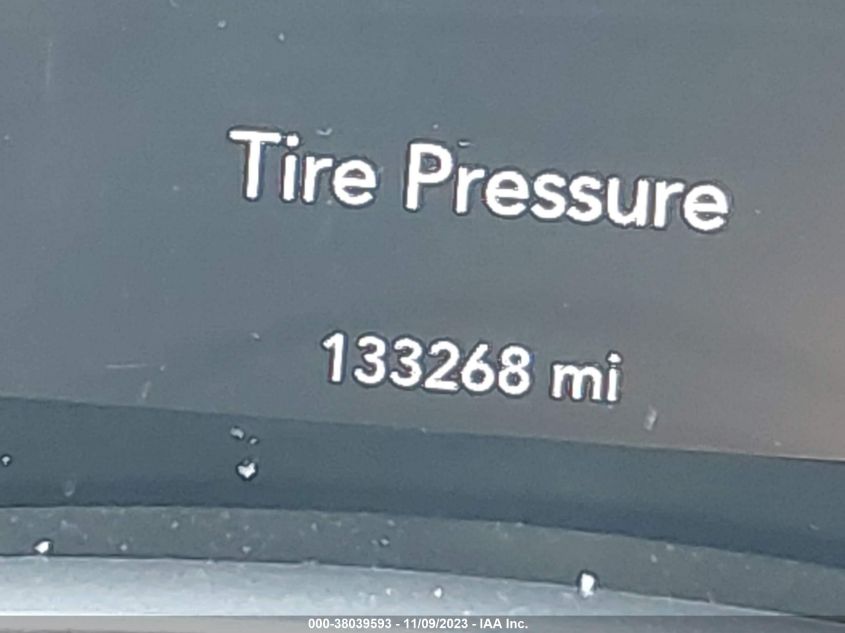 Tire Pressure
133268 mi
000-38039593 - 11/09/2023 - IAA Inc.